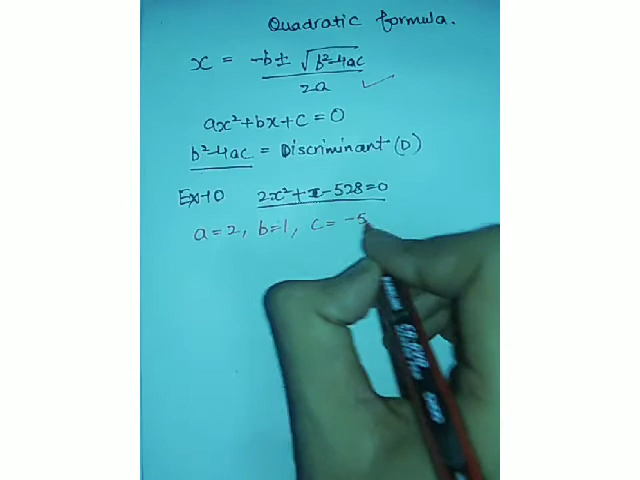 Quadratic formula.
x = -b ± √b²-4ac / 2a
ax²+bx+c=0
b²-4ac = Discriminant (D)
Ex-10 2x²+x-528=0
a=2, b=1, c= -5